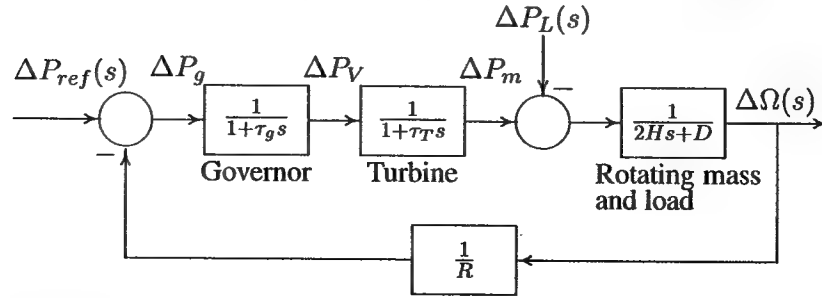 ΔP_L(s)
ΔP_ref(s) ΔP_g ΔP_V ΔP_m ΔΩ(s)
− −
1/(1+τ_g s) 1/(1+τ_T s) 1/(2Hs+D)
Governor Turbine Rotating mass
and load
1/R